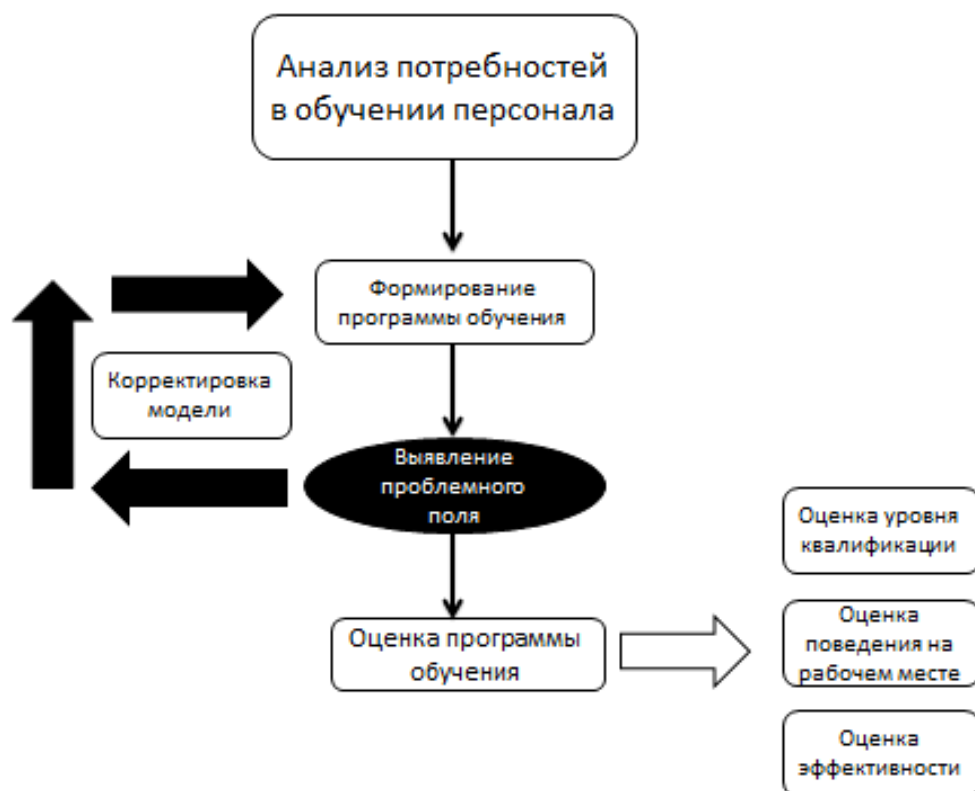 Анализ потребностей
в обучении персонала
Формирование
программы обучения
Корректировка
модели
Выявление
проблемного
поля
Оценка программы
обучения
Оценка уровня
квалификации
Оценка
поведения на
рабочем месте
Оценка
эффективности